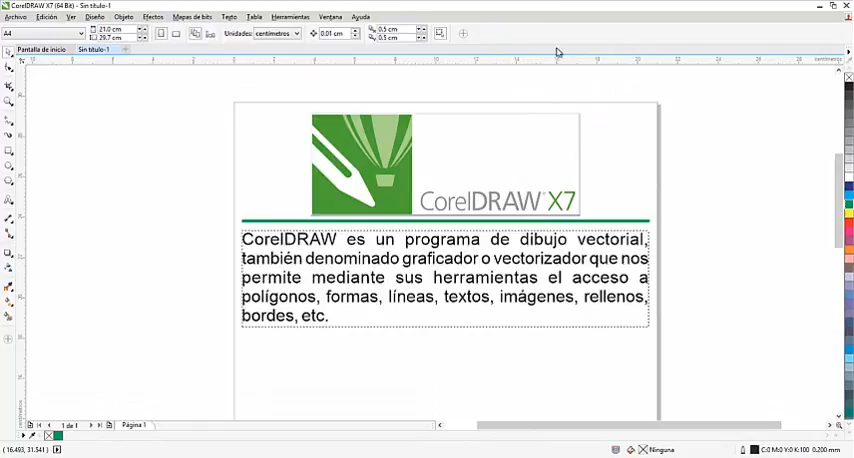 CorelDRAW X7 (64 Bit) - Sin título-1
Archivo Edición Ver Diseño Objeto Efectos Mapas de bits Texto Tabla Herramientas Ventana Ayuda
A4 21.0 cm 29.7 cm Unidades: centímetros 0.01 cm 0.5 cm 0.5 cm
Pantalla de inicio Sin título-1
centímetros
CorelDRAW X7
CorelDRAW es un programa de dibujo vectorial,
también denominado graficador o vectorizador que nos
permite mediante sus herramientas el acceso a
polígonos, formas, líneas, textos, imágenes, rellenos,
bordes, etc.
1 de 1 Página 1
( 16.493, 31.541 ) Ninguna C:0 M:0 Y:0 K:100 0.200 mm